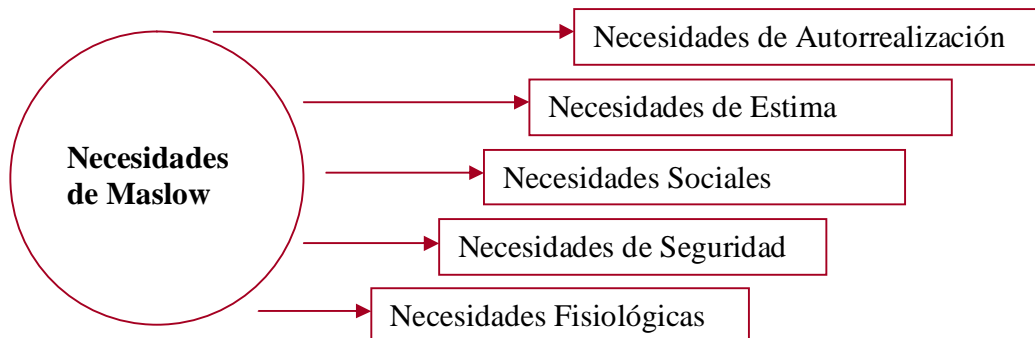 Necesidades de Autorrealización
Necesidades de Estima
Necesidades
de Maslow
Necesidades Sociales
Necesidades de Seguridad
Necesidades Fisiológicas